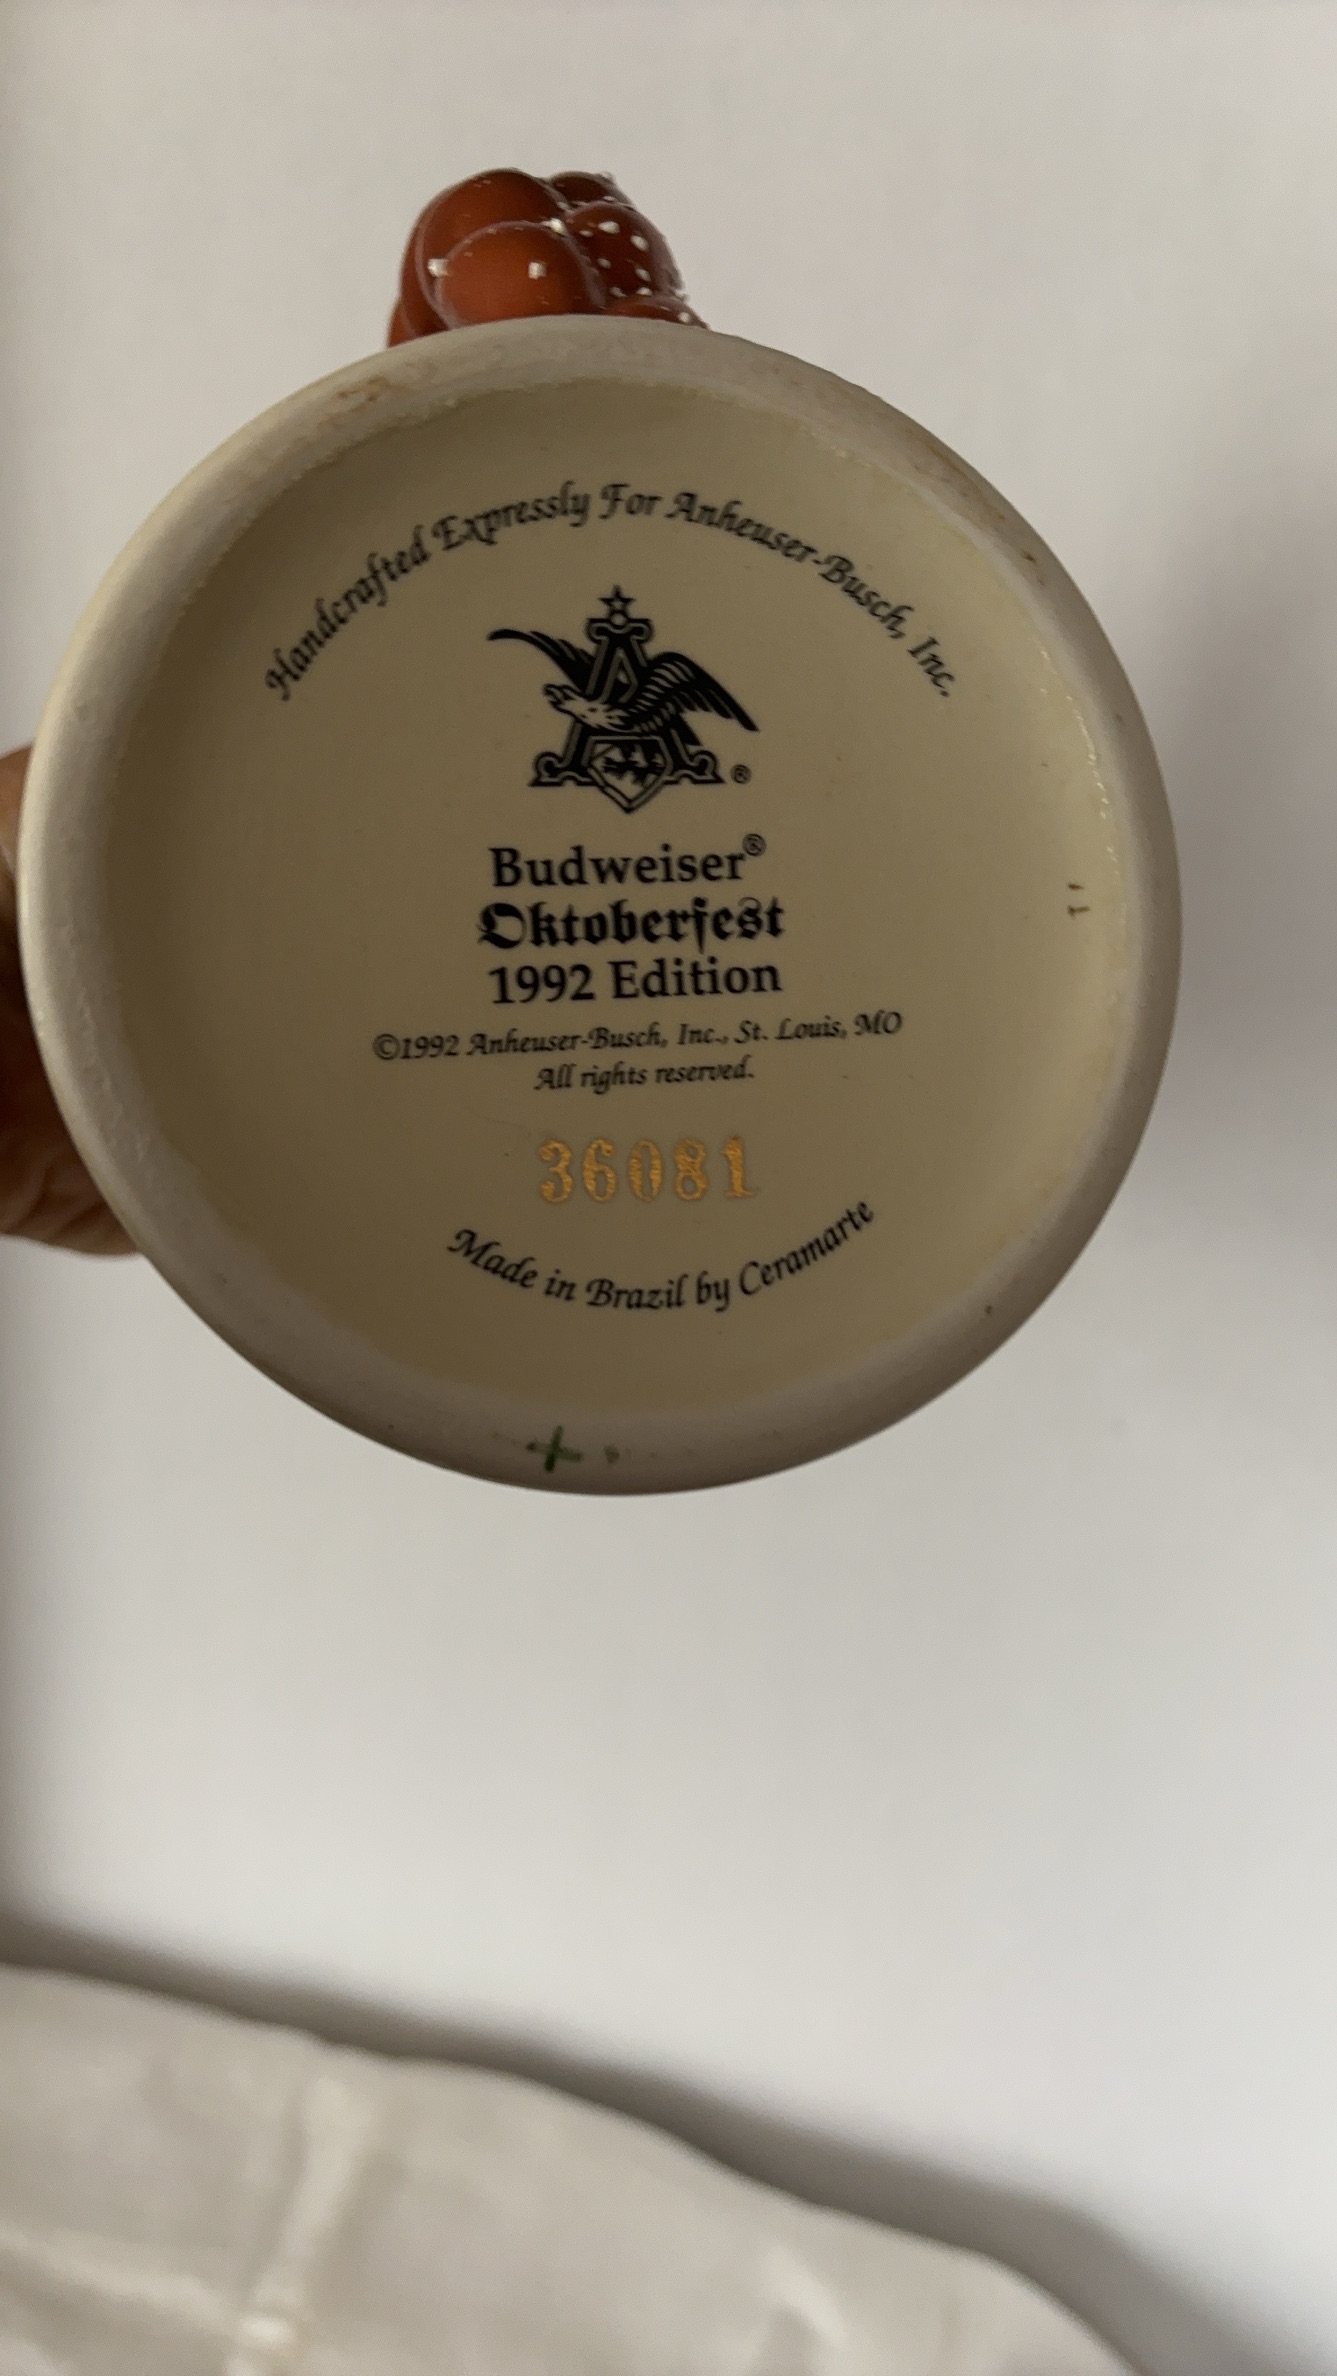 Handcrafted Expressly For Anheuser-Busch, Inc.
A
®
Budweiser®
Oktoberfest
1992 Edition
©1992 Anheuser-Busch, Inc., St. Louis, MO
All rights reserved.
36081
Made in Brazil by Ceramarte